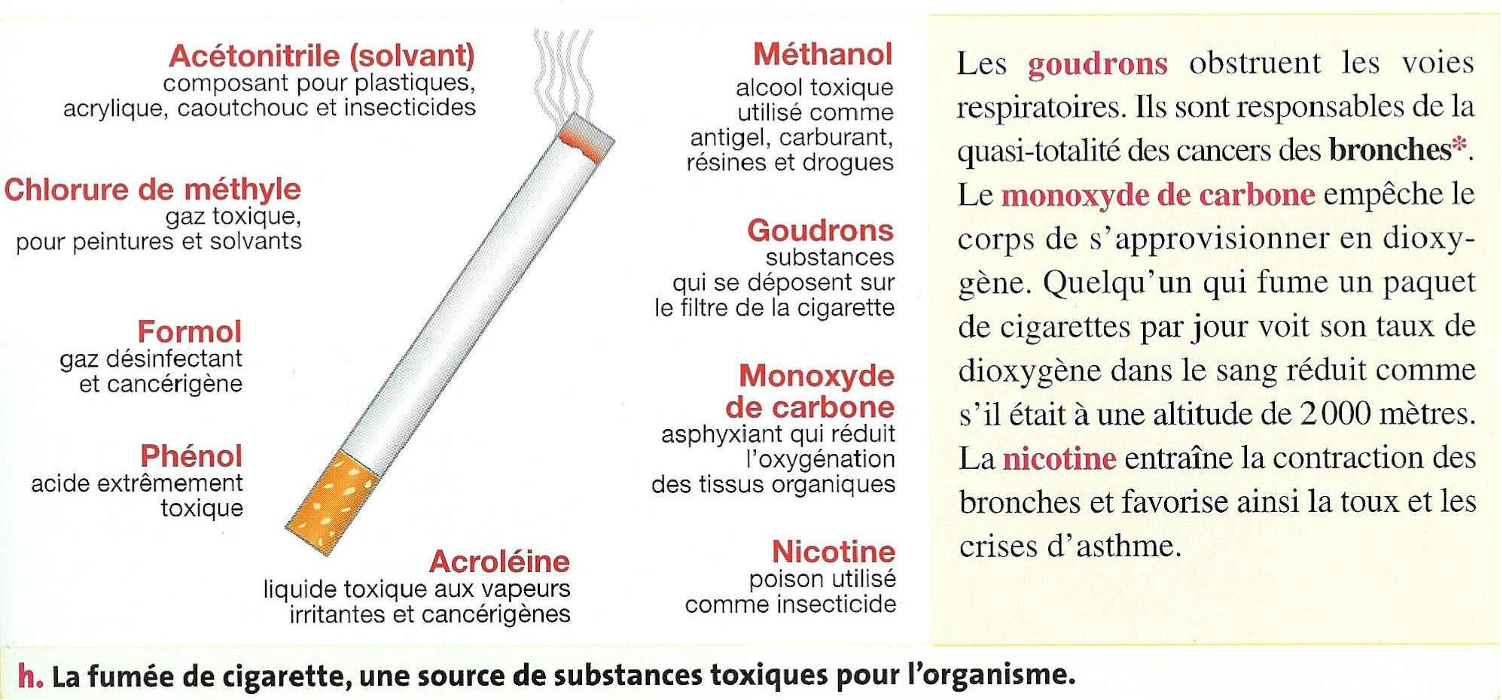 Acétonitrile (solvant)
composant pour plastiques,
acrylique, caoutchouc et insecticides
Chlorure de méthyle
gaz toxique,
pour peintures et solvants
Formol
gaz désinfectant
et cancérigène
Phénol
acide extrêmement
toxique
Acroléine
liquide toxique aux vapeurs
irritantes et cancérigènes
Méthanol
alcool toxique
utilisé comme
antigel, carburant,
résines et drogues
Goudrons
substances
qui se déposent sur
le filtre de la cigarette
Monoxyde
de carbone
asphyxiant qui réduit
l'oxygénation
des tissus organiques
Nicotine
poison utilisé
comme insecticide
Les goudrons obstruent les voies
respiratoires. Ils sont responsables de la
quasi-totalité des cancers des bronches*.
Le monoxyde de carbone empêche le
corps de s'approvisionner en dioxy-
gène. Quelqu'un qui fume un paquet
de cigarettes par jour voit son taux de
dioxygène dans le sang réduit comme
s'il était à une altitude de 2 000 mètres.
La nicotine entraîne la contraction des
bronches et favorise ainsi la toux et les
crises d'asthme.
h. La fumée de cigarette, une source de substances toxiques pour l'organisme.